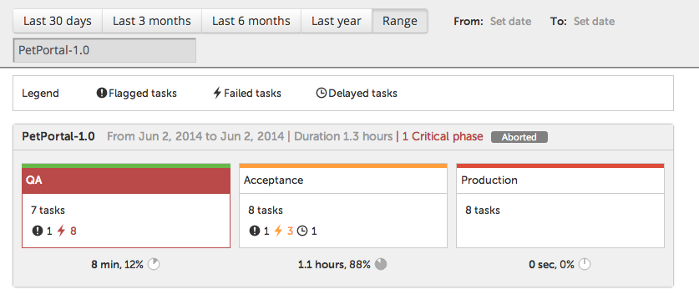 Last 30 days Last 3 months Last 6 months Last year Range From: Set date To: Set date
PetPortal-1.0
Legend Flagged tasks Failed tasks Delayed tasks
PetPortal-1.0 From Jun 2, 2014 to Jun 2, 2014 | Duration 1.3 hours | 1 Critical phase Aborted
QA Acceptance Production
7 tasks 8 tasks 8 tasks
1 8 1 3 1
8 min, 12% 1.1 hours, 88% 0 sec, 0%